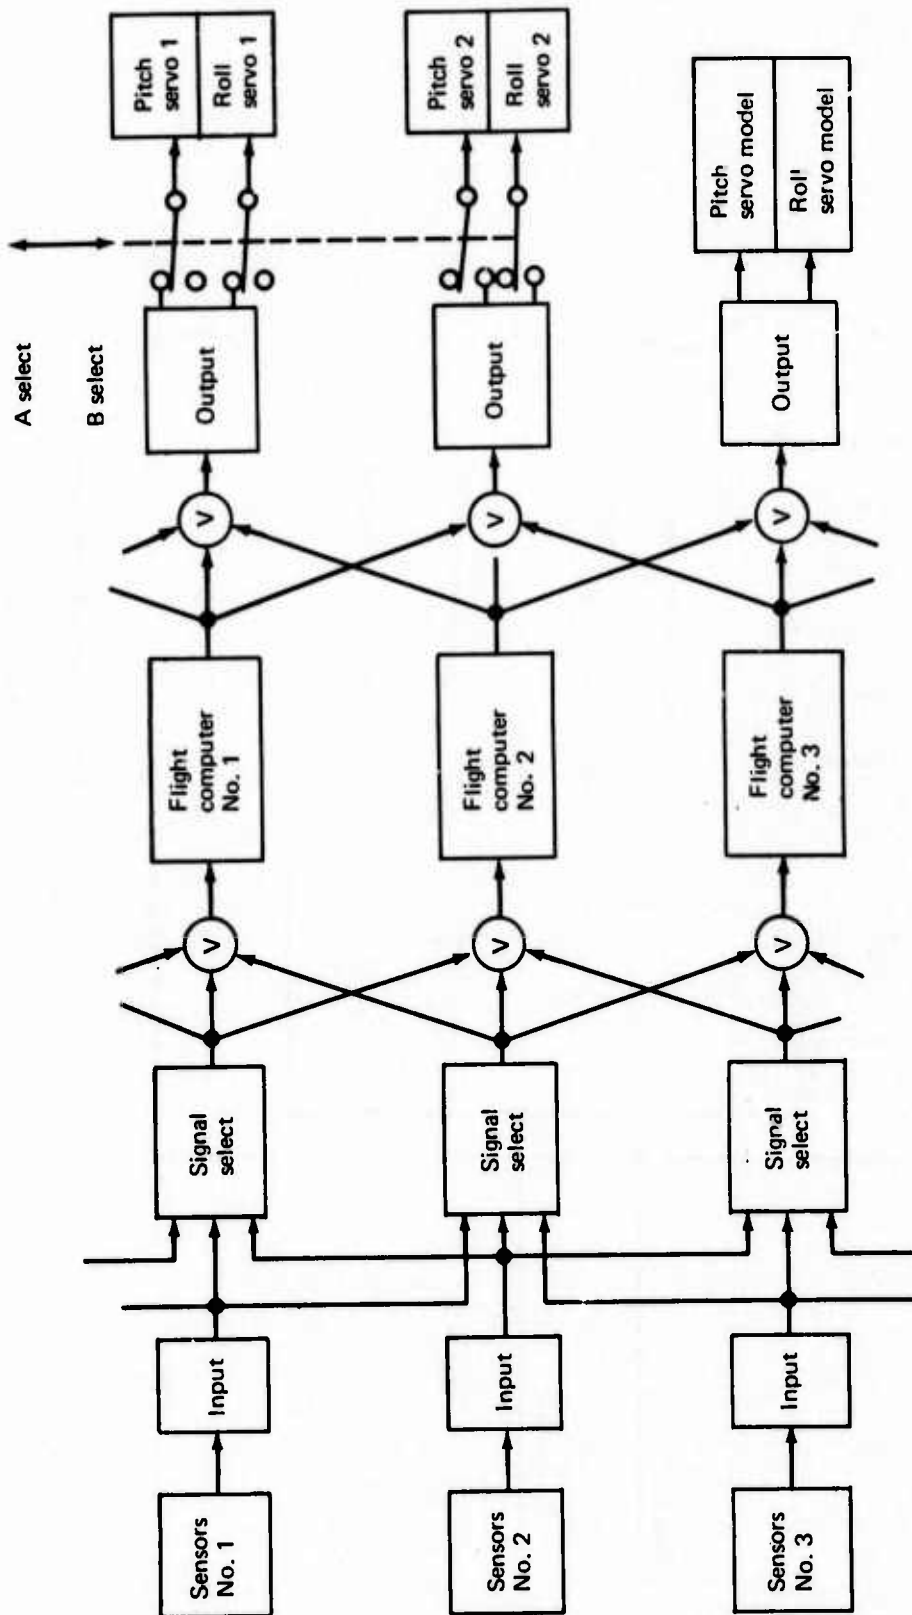 A select
B select
Sensors
No. 1
Input
Signal
select
V
Flight
computer
No. 1
V
Output
Pitch
servo 1
Roll
servo 1
Sensors
No. 2
Input
Signal
select
V
Flight
computer
No. 2
V
Output
Pitch
servo 2
Roll
servo 2
Sensors
No. 3
Input
Signal
select
V
Flight
computer
No. 3
V
Output
Pitch
servo model
Roll
servo model